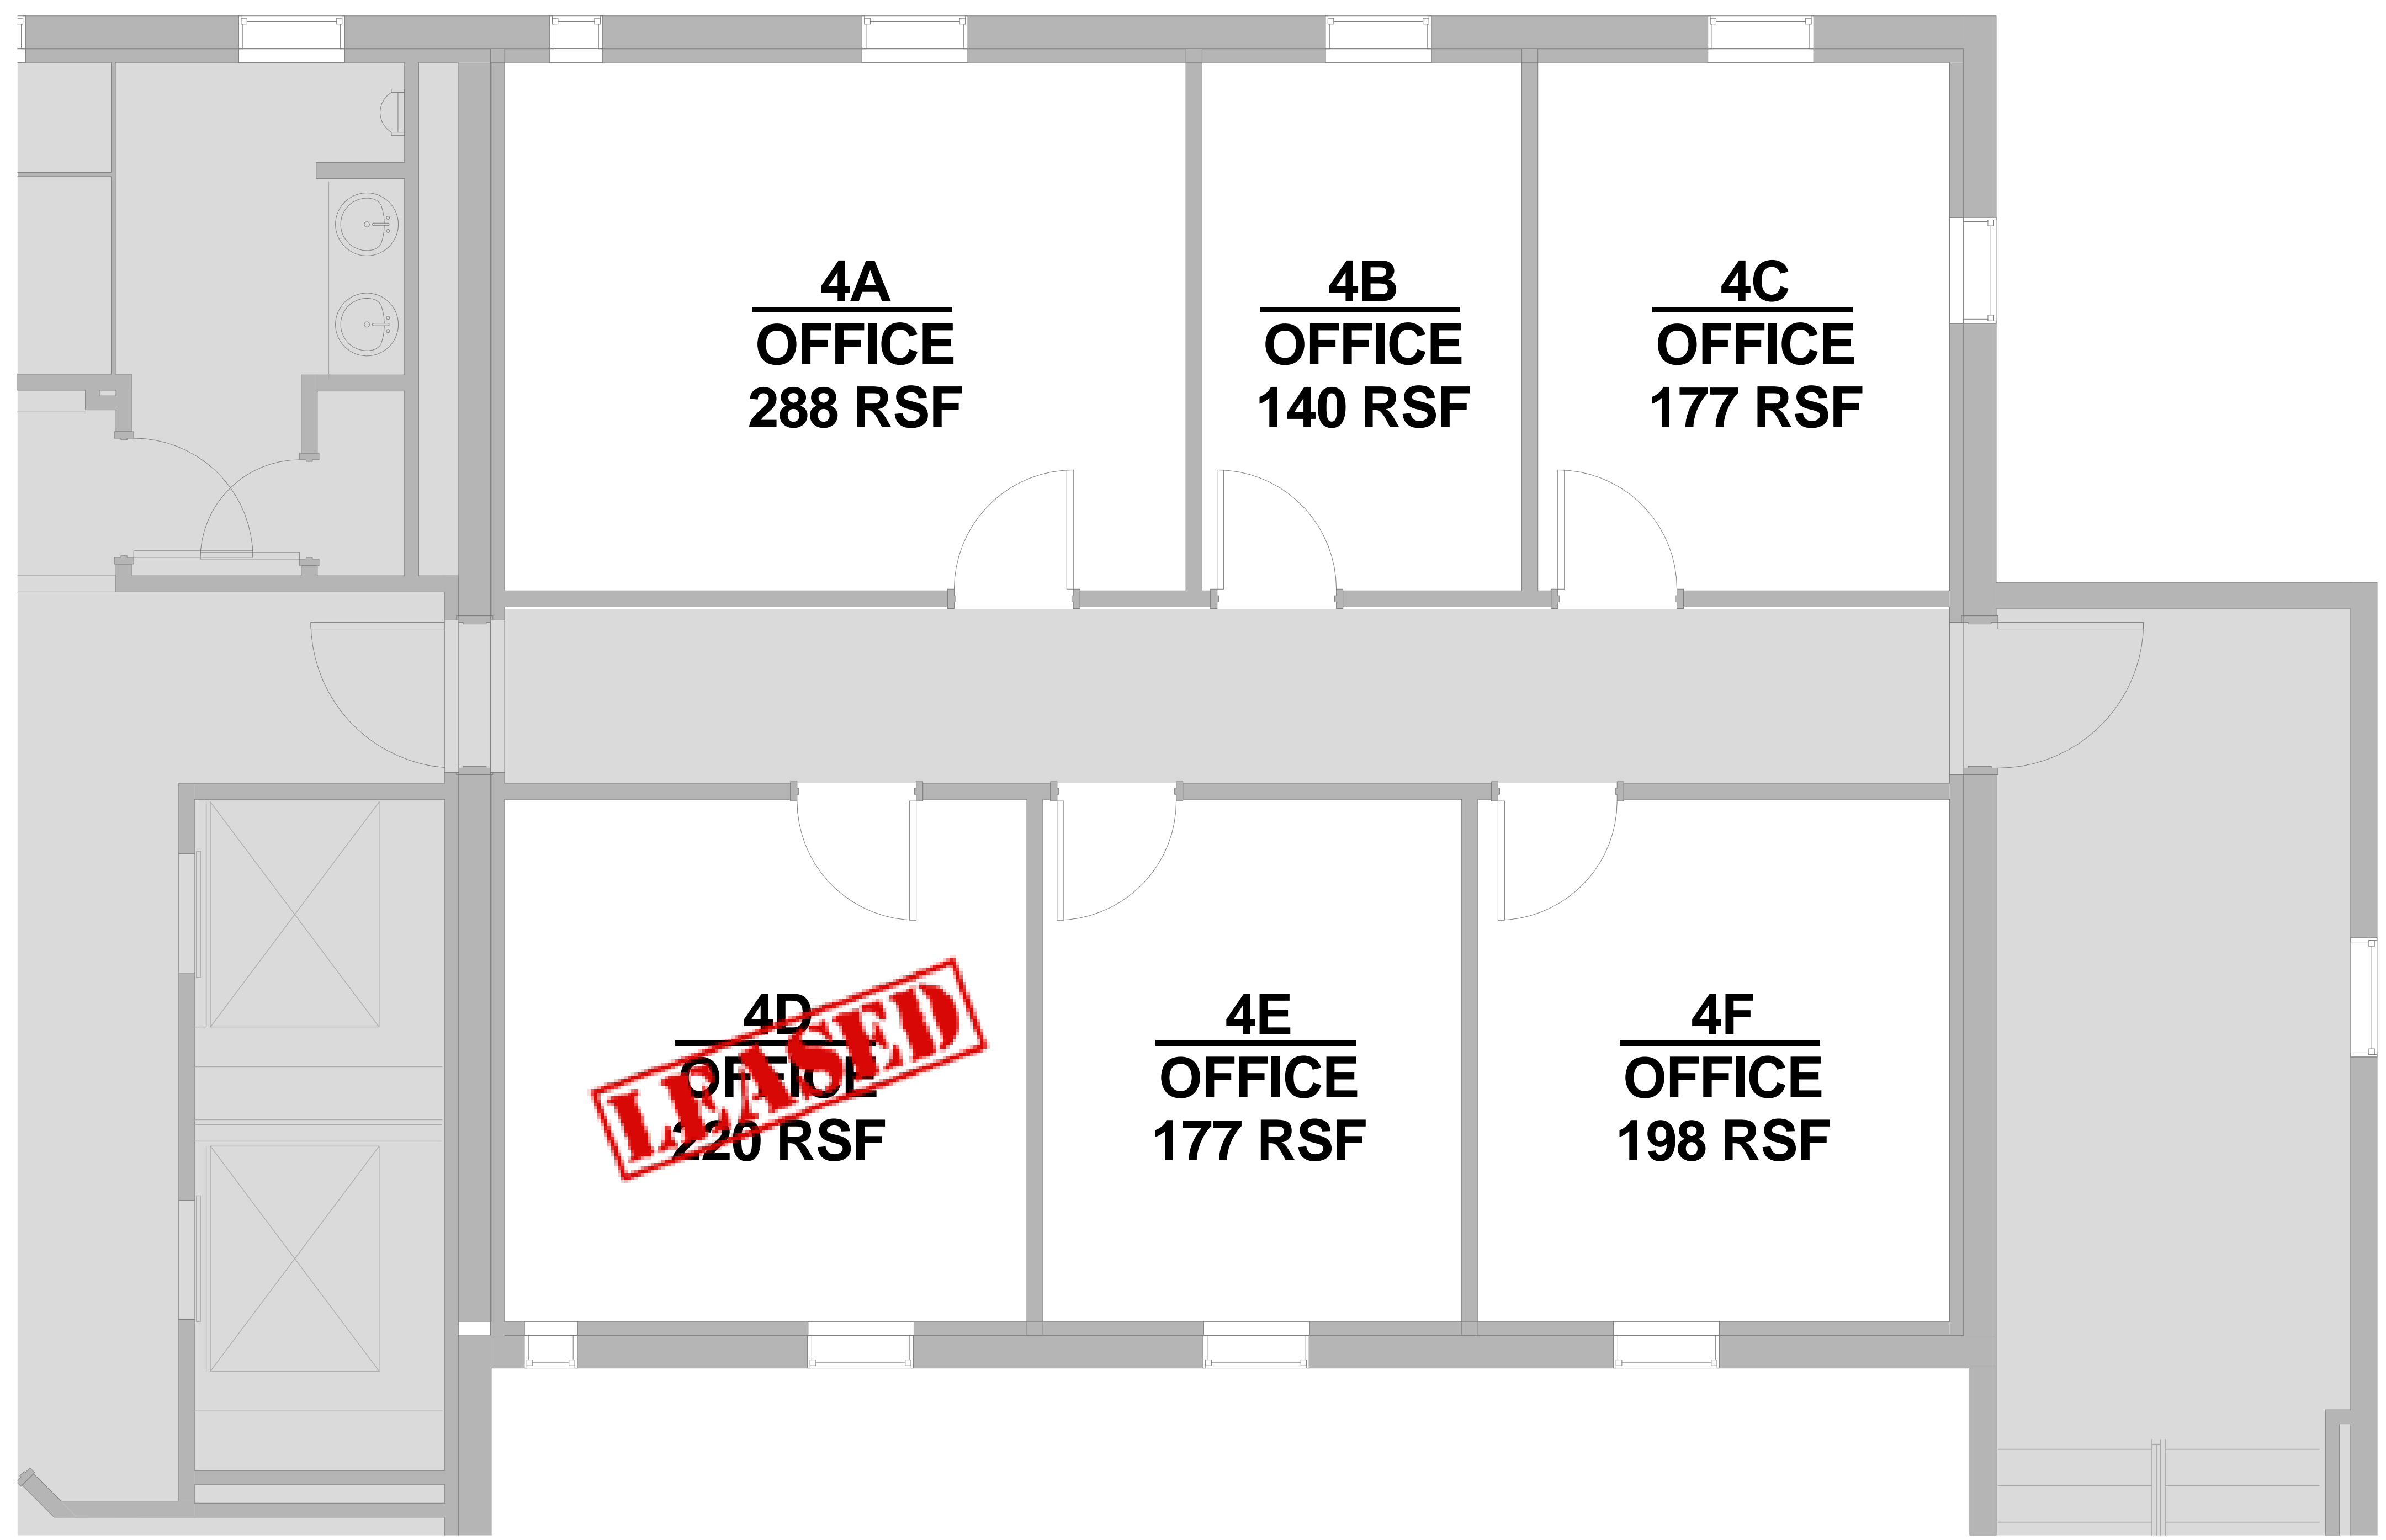 4A
OFFICE
288 RSF
4B
OFFICE
140 RSF
4C
OFFICE
177 RSF
4D
OFFICE
220 RSF
LEASED
4E
OFFICE
177 RSF
4F
OFFICE
198 RSF